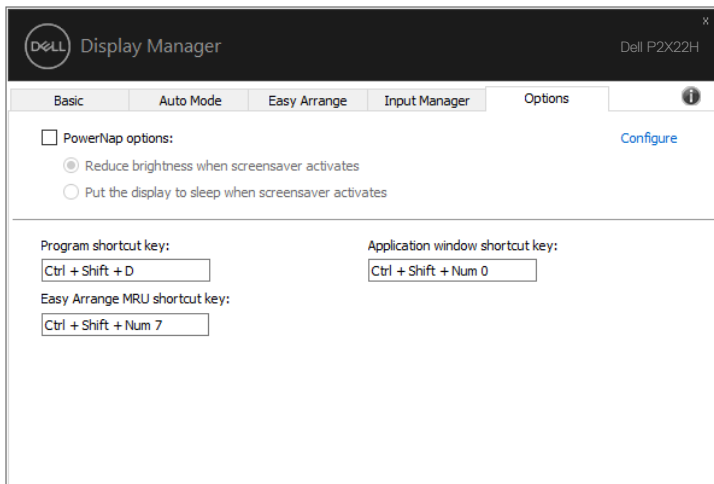 x
DELL Display Manager Dell P2X22H
Basic Auto Mode Easy Arrange Input Manager Options i
PowerNap options: Configure
Reduce brightness when screensaver activates
Put the display to sleep when screensaver activates
Program shortcut key: Application window shortcut key:
Ctrl + Shift + D Ctrl + Shift + Num 0
Easy Arrange MRU shortcut key:
Ctrl + Shift + Num 7